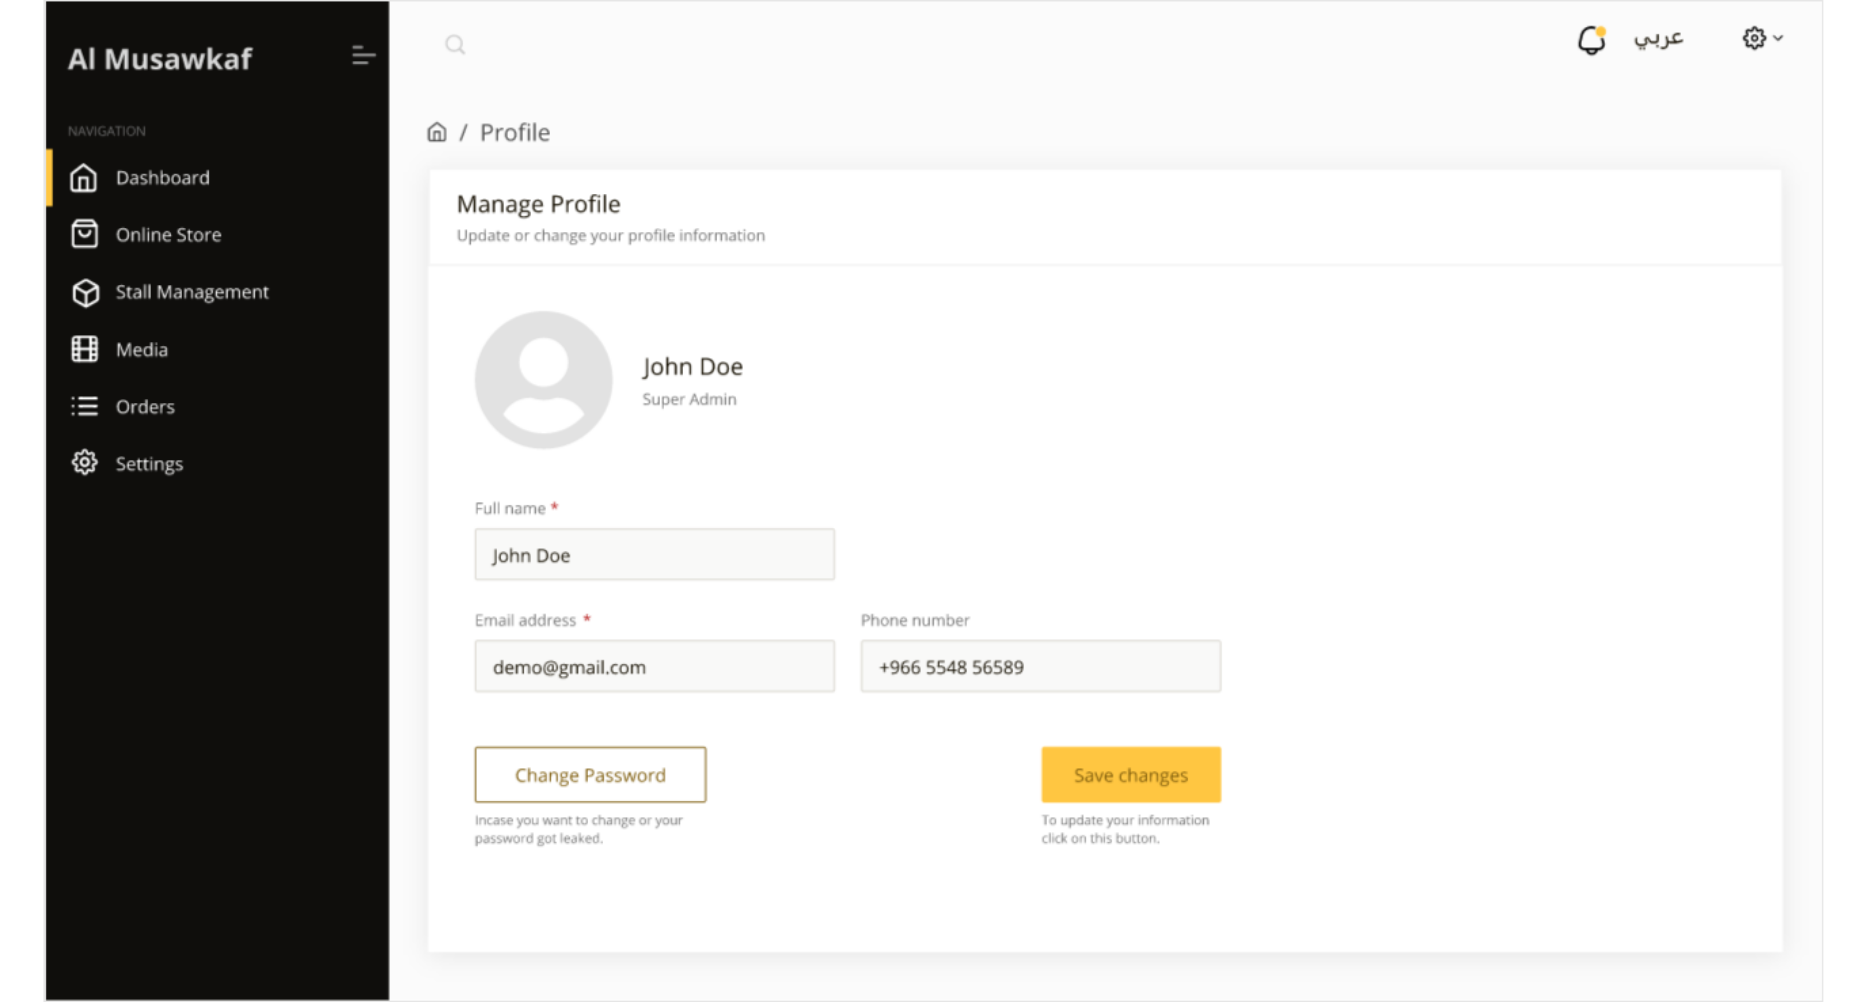 Al Musawkaf
عربي
NAVIGATION
Dashboard
Online Store
Stall Management
Media
Orders
Settings
/ Profile
Manage Profile
Update or change your profile information
John Doe
Super Admin
Full name *
John Doe
Email address *
Phone number
demo@gmail.com
+966 5548 56589
Change Password
Save changes
Incase you want to change or your
password got leaked.
To update your information
click on this button.